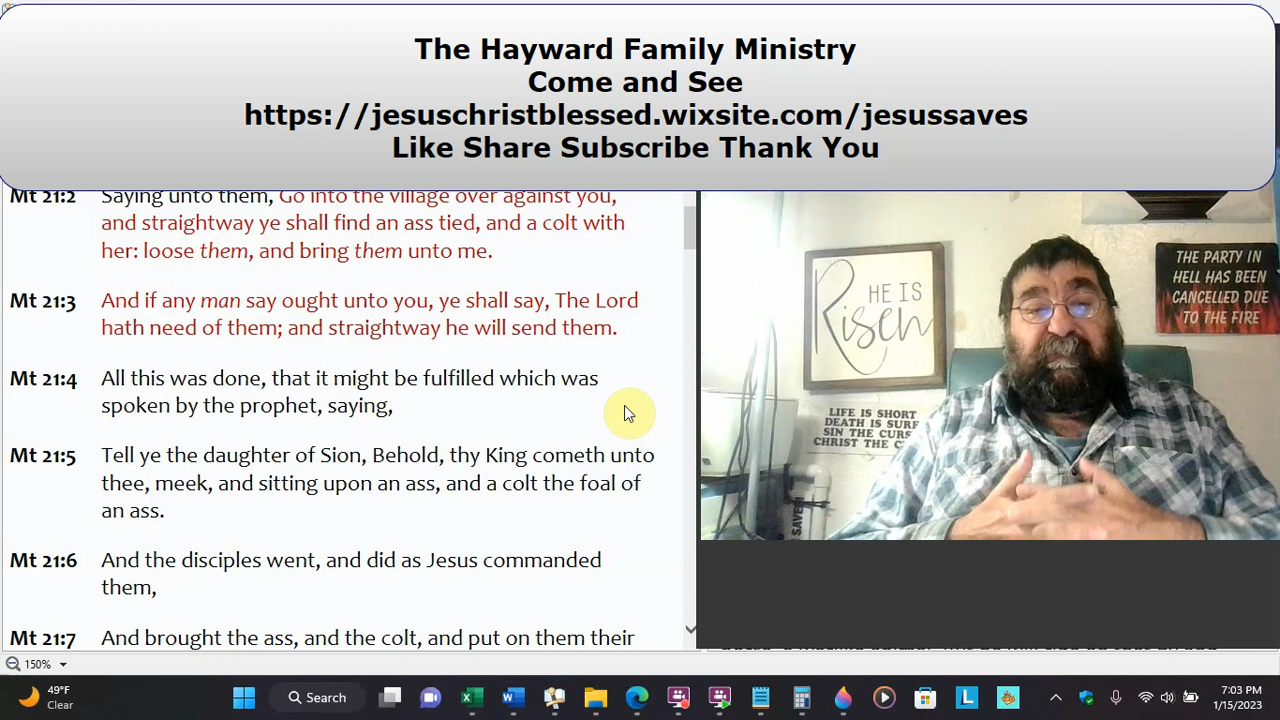 The Hayward Family Ministry
Come and See
https://jesuschristblessed.wixsite.com/jesussaves
Like Share Subscribe Thank You
Mt 21:2 Saying unto them, Go into the village over against you,
and straightway ye shall find an ass tied, and a colt with
her: loose them, and bring them unto me.
Mt 21:3 And if any man say ought unto you, ye shall say, The Lord
hath need of them; and straightway he will send them.
Mt 21:4 All this was done, that it might be fulfilled which was
spoken by the prophet, saying,
Mt 21:5 Tell ye the daughter of Sion, Behold, thy King cometh unto
thee, meek, and sitting upon an ass, and a colt the foal of
an ass.
Mt 21:6 And the disciples went, and did as Jesus commanded
them,
Mt 21:7 And brought the ass, and the colt, and put on them their
HE IS
Risen
THE PARTY IN
HELL HAS BEEN
CANCELLED DUE
TO THE FIRE
LIFE IS SHORT
DEATH IS
SIN THE
CHRIST THE
150%
49°F
Clear
Search
7:03 PM
1/15/2023